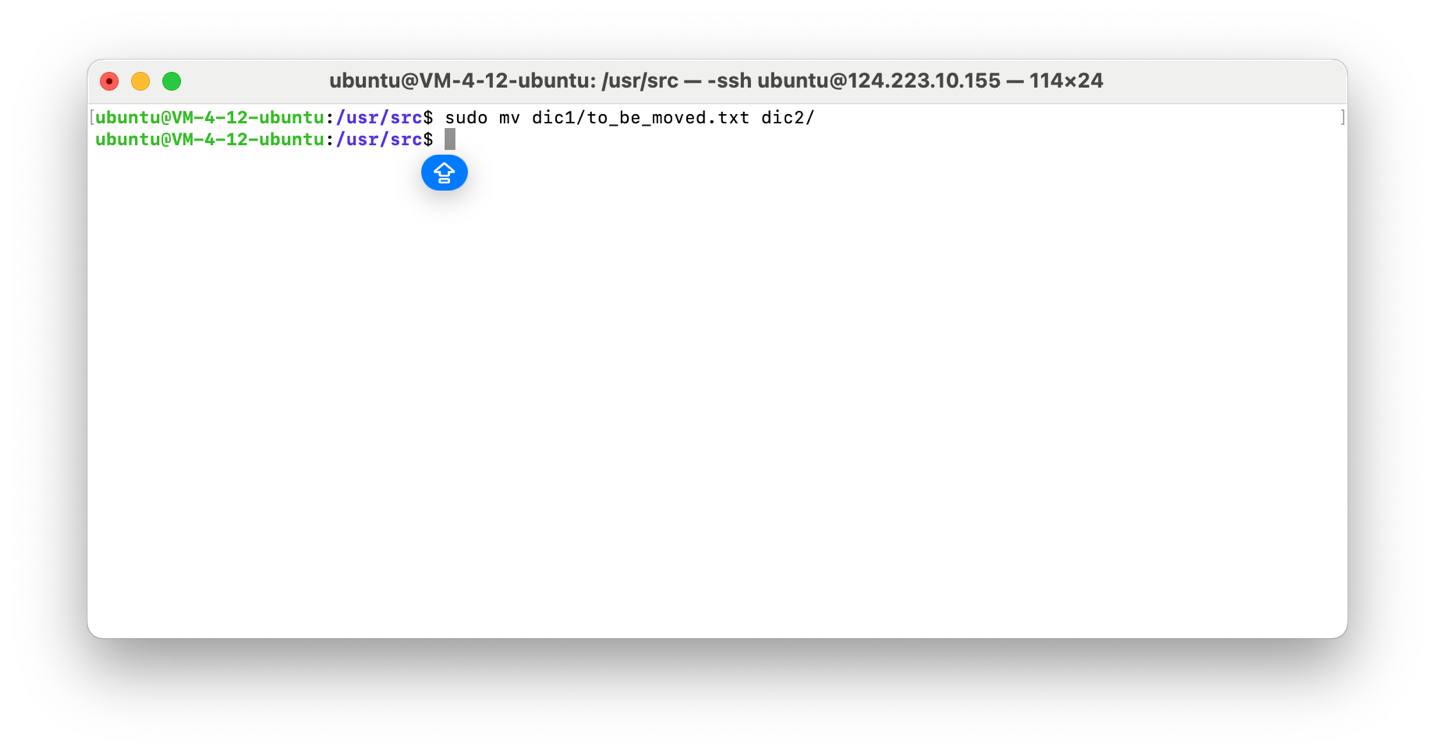 ubuntu@VM-4-12-ubuntu: /usr/src — -ssh ubuntu@124.223.10.155 — 114×24
[ubuntu@VM-4-12-ubuntu:/usr/src$ sudo mv dic1/to_be_moved.txt dic2/ ]
ubuntu@VM-4-12-ubuntu:/usr/src$